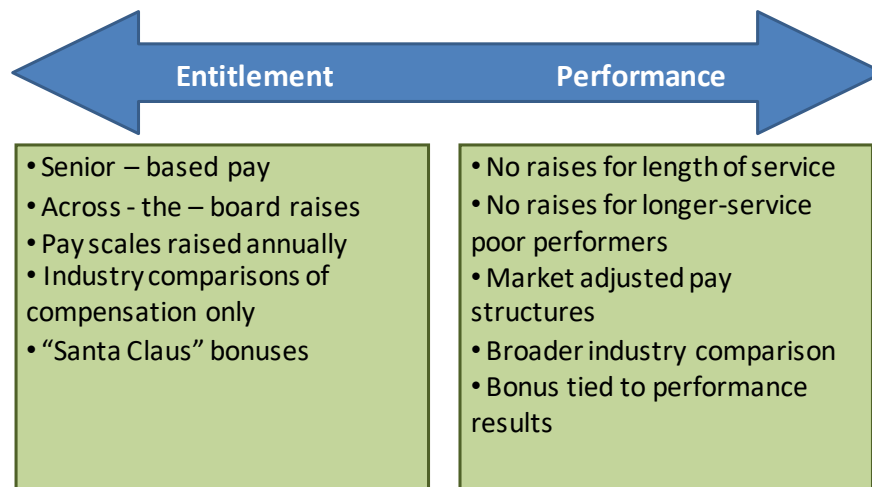 Entitlement
Performance
• Senior – based pay
• Across - the – board raises
• Pay scales raised annually
• Industry comparisons of
compensation only
• “Santa Claus” bonuses
• No raises for length of service
• No raises for longer-service
poor performers
• Market adjusted pay
structures
• Broader industry comparison
• Bonus tied to performance
results